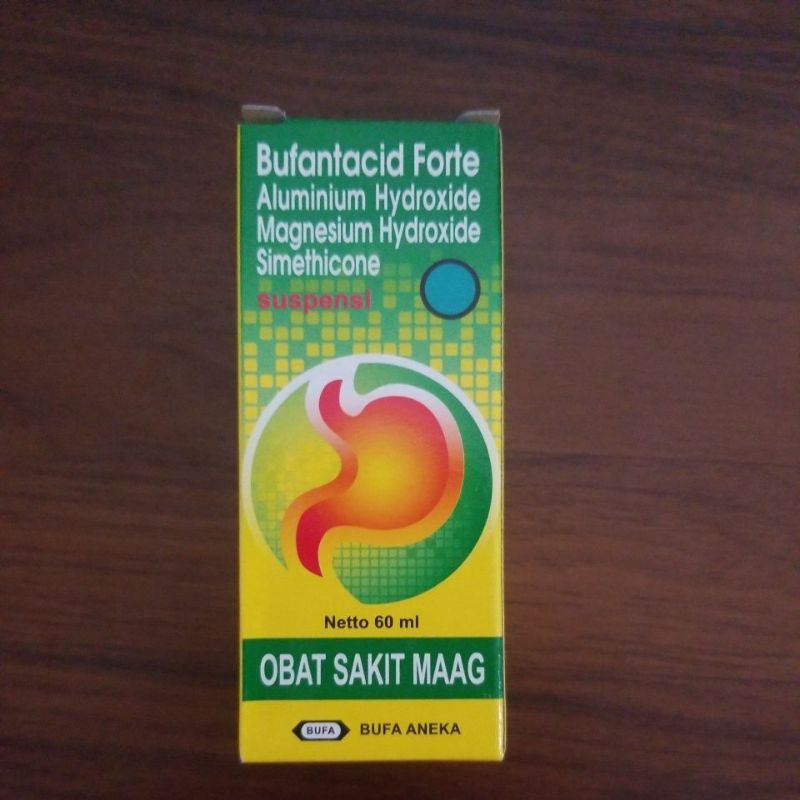 Bufantacid Forte
Aluminium Hydroxide
Magnesium Hydroxide
Simethicone
suspensi
Netto 60 ml
OBAT SAKIT MAAG
BUFA BUFA ANEKA